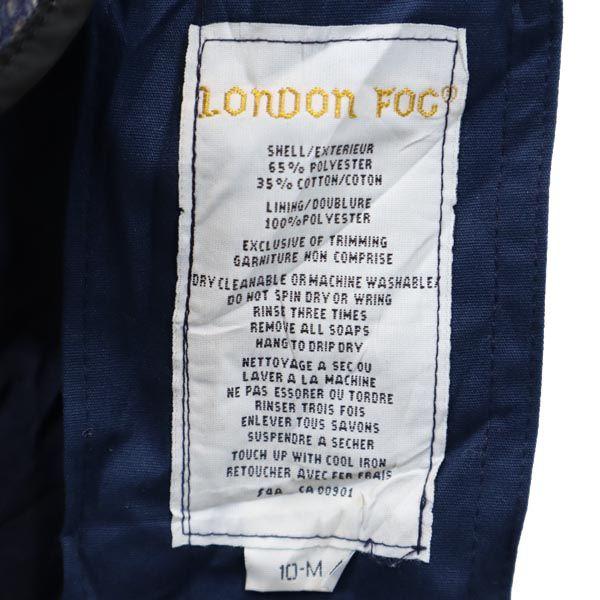 LONDON FOG®
SHELL/EXTERIEUR
65% POLYESTER
35% COTTON/COTON
LINING/DOUBLURE
100% POLYESTER
EXCLUSIVE OF TRIMMING
GARNITURE NON COMPRISE
DRY CLEANABLE OR MACHINE WASHABLE/
DO NOT SPIN DRY OR WRING
RINSE THREE TIMES
REMOVE ALL SOAPS
HANG TO DRIP DRY
NETTOYAGE A SEC OU
LAVER A LA MACHINE
NE PAS ESSORER OU TORDRE
RINSER TROIS FOIS
ENLEVER TOUS SAVONS
SUSPENDRE A SECHER
TOUCH UP WITH COOL IRON
RETOUCHER AVEC FER FRAIS
CA 00901
10-M